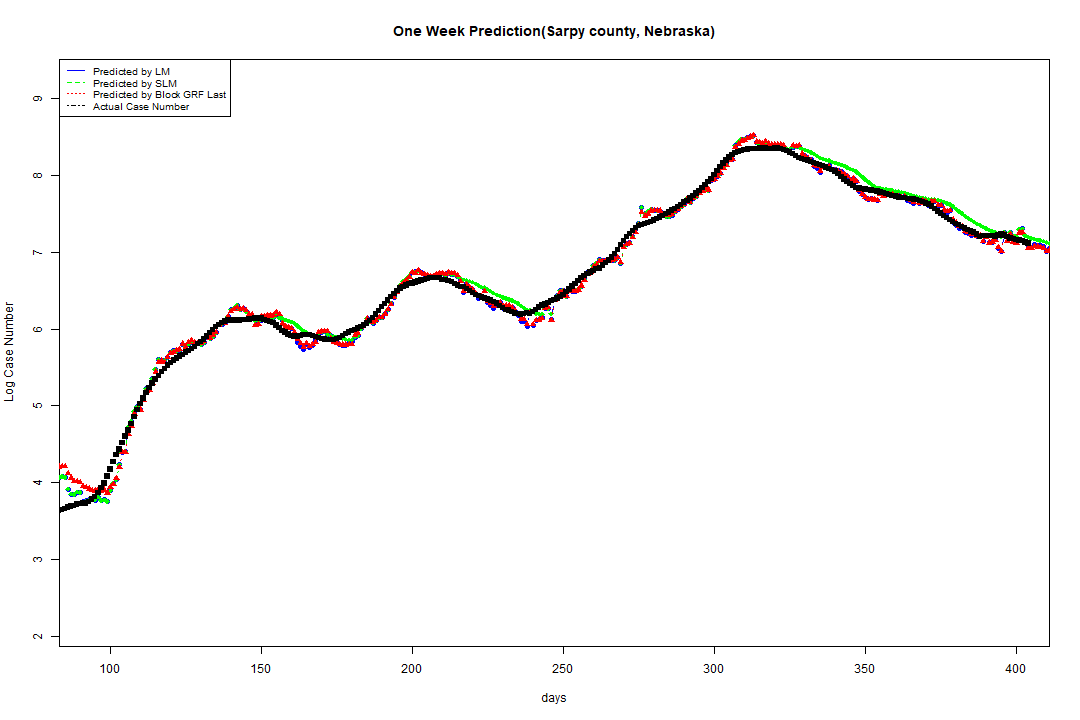 One Week Prediction(Sarpy county, Nebraska)
Predicted by LM
Predicted by SLM
Predicted by Block GRF Last
Actual Case Number
9
8
7
6
5
4
3
2
Log Case Number
100 150 200 250 300 350 400
days